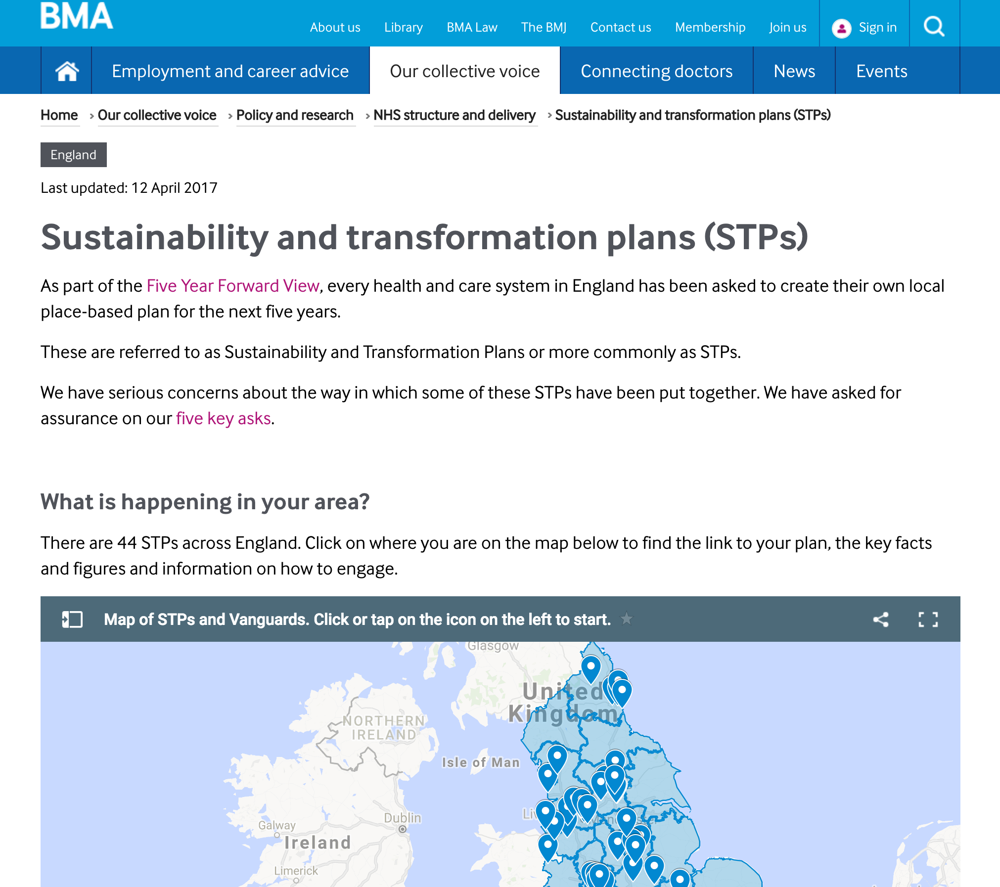 BMA
About us Library BMA Law The BMJ Contact us Membership Join us Sign in
Employment and career advice Our collective voice Connecting doctors News Events
Home › Our collective voice › Policy and research › NHS structure and delivery › Sustainability and transformation plans (STPs)
England
Last updated: 12 April 2017
Sustainability and transformation plans (STPs)
As part of the Five Year Forward View, every health and care system in England has been asked to create their own local
place-based plan for the next five years.
These are referred to as Sustainability and Transformation Plans or more commonly as STPs.
We have serious concerns about the way in which some of these STPs have been put together. We have asked for
assurance on our five key asks.
What is happening in your area?
There are 44 STPs across England. Click on where you are on the map below to find the link to your plan, the key facts
and figures and information on how to engage.
Map of STPs and Vanguards. Click or tap on the icon on the left to start.
Glasgow
United
Kingdom
NORTHERN
IRELAND
Isle of Man
Dublin
Galway
Ireland
Limerick